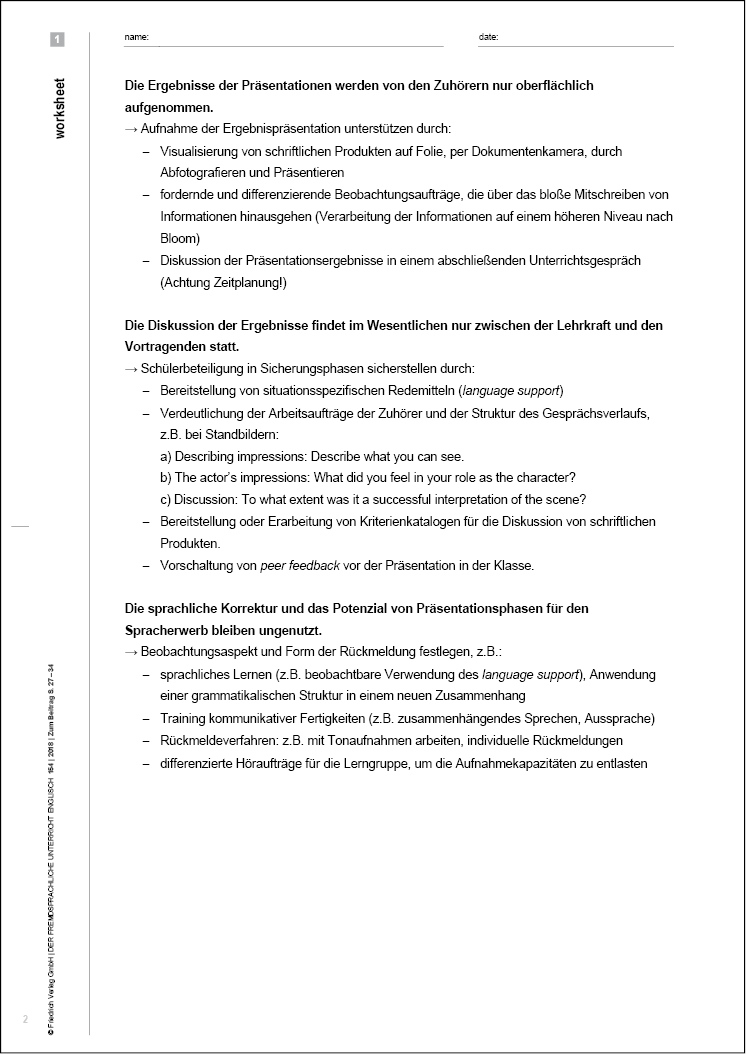 1
name:
date:
worksheet
Die Ergebnisse der Präsentationen werden von den Zuhörern nur oberflächlich
aufgenommen.
→ Aufnahme der Ergebnispräsentation unterstützen durch:
– Visualisierung von schriftlichen Produkten auf Folie, per Dokumentenkamera, durch
Abfotografieren und Präsentieren
– fordernde und differenzierende Beobachtungsaufträge, die über das bloße Mitschreiben von
Informationen hinausgehen (Verarbeitung der Informationen auf einem höheren Niveau nach
Bloom)
– Diskussion der Präsentationsergebnisse in einem abschließenden Unterrichtsgespräch
(Achtung Zeitplanung!)
Die Diskussion der Ergebnisse findet im Wesentlichen nur zwischen der Lehrkraft und den
Vortragenden statt.
→ Schülerbeteiligung in Sicherungsphasen sicherstellen durch:
– Bereitstellung von situationsspezifischen Redemitteln (language support)
– Verdeutlichung der Arbeitsaufträge der Zuhörer und der Struktur des Gesprächsverlaufs,
z.B. bei Standbildern:
a) Describing impressions: Describe what you can see.
b) The actor's impressions: What did you feel in your role as the character?
c) Discussion: To what extent was it a successful interpretation of the scene?
– Bereitstellung oder Erarbeitung von Kriterienkatalogen für die Diskussion von schriftlichen
Produkten.
– Vorschaltung von peer feedback vor der Präsentation in der Klasse.
Die sprachliche Korrektur und das Potenzial von Präsentationsphasen für den
Spracherwerb bleiben ungenutzt.
→ Beobachtungsaspekt und Form der Rückmeldung festlegen, z.B.:
– sprachliches Lernen (z.B. beobachtbare Verwendung des language support), Anwendung
einer grammatikalischen Struktur in einem neuen Zusammenhang
– Training kommunikativer Fertigkeiten (z.B. zusammenhängendes Sprechen, Aussprache)
– Rückmeldeverfahren: z.B. mit Tonaufnahmen arbeiten, individuelle Rückmeldungen
– differenzierte Höraufträge für die Lerngruppe, um die Aufnahmekapazitäten zu entlasten
© Friedrich Verlag GmbH | DER FREMDSPRACHLICHE UNTERRICHT ENGLISCH 154 | 2018 | Zum Beitrag S. 27–34
2